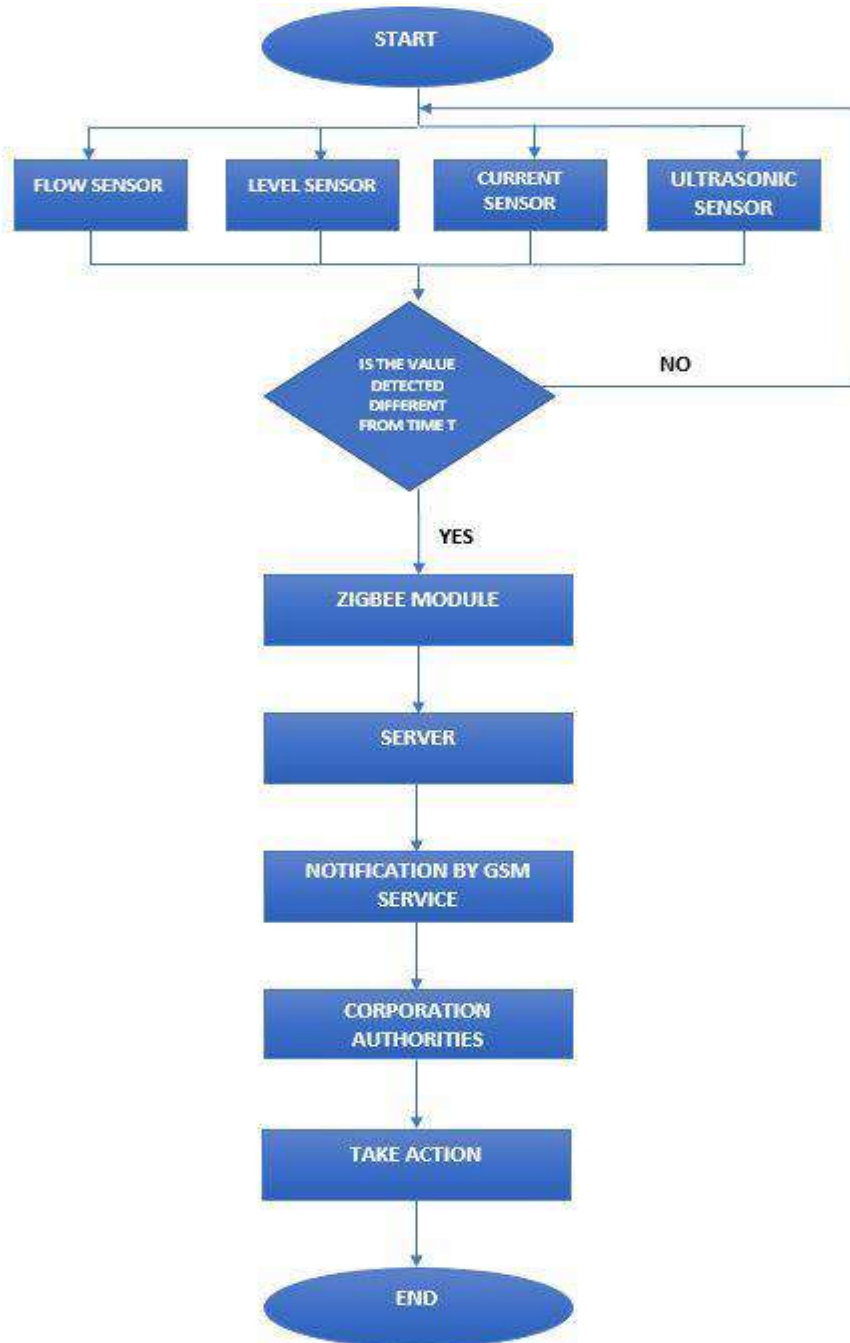 START
FLOW SENSOR
LEVEL SENSOR
CURRENT
SENSOR
ULTRASONIC
SENSOR
IS THE VALUE
DETECTED
DIFFERENT
FROM TIME T
NO
YES
ZIGBEE MODULE
SERVER
NOTIFICATION BY GSM
SERVICE
CORPORATION
AUTHORITIES
TAKE ACTION
END